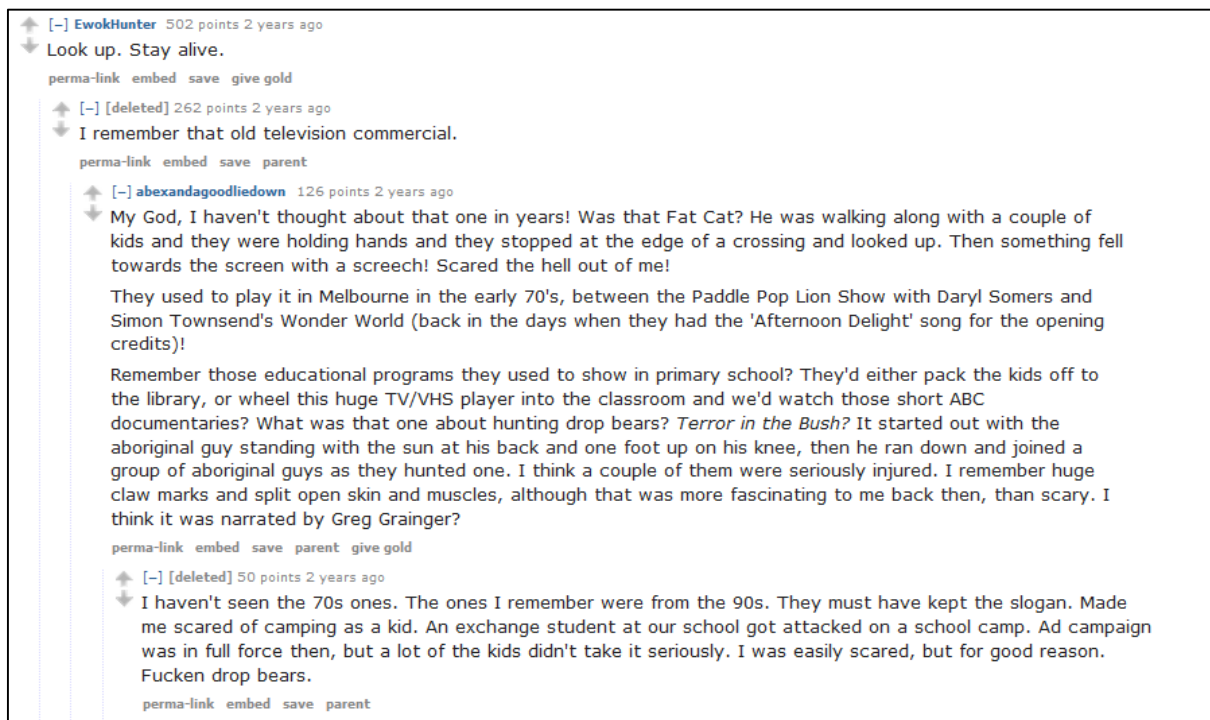 [–] EwokHunter 502 points 2 years ago
Look up. Stay alive.
perma-link embed save give gold
[–] [deleted] 262 points 2 years ago
I remember that old television commercial.
perma-link embed save parent
[–] abexandagoodliedown 126 points 2 years ago
My God, I haven't thought about that one in years! Was that Fat Cat? He was walking along with a couple of
kids and they were holding hands and they stopped at the edge of a crossing and looked up. Then something fell
towards the screen with a screech! Scared the hell out of me!
They used to play it in Melbourne in the early 70's, between the Paddle Pop Lion Show with Daryl Somers and
Simon Townsend's Wonder World (back in the days when they had the 'Afternoon Delight' song for the opening
credits)!
Remember those educational programs they used to show in primary school? They'd either pack the kids off to
the library, or wheel this huge TV/VHS player into the classroom and we'd watch those short ABC
documentaries? What was that one about hunting drop bears? Terror in the Bush? It started out with the
aboriginal guy standing with the sun at his back and one foot up on his knee, then he ran down and joined a
group of aboriginal guys as they hunted one. I think a couple of them were seriously injured. I remember huge
claw marks and split open skin and muscles, although that was more fascinating to me back then, than scary. I
think it was narrated by Greg Grainger?
perma-link embed save parent give gold
[–] [deleted] 50 points 2 years ago
I haven't seen the 70s ones. The ones I remember were from the 90s. They must have kept the slogan. Made
me scared of camping as a kid. An exchange student at our school got attacked on a school camp. Ad campaign
was in full force then, but a lot of the kids didn't take it seriously. I was easily scared, but for good reason.
Fucken drop bears.
perma-link embed save parent